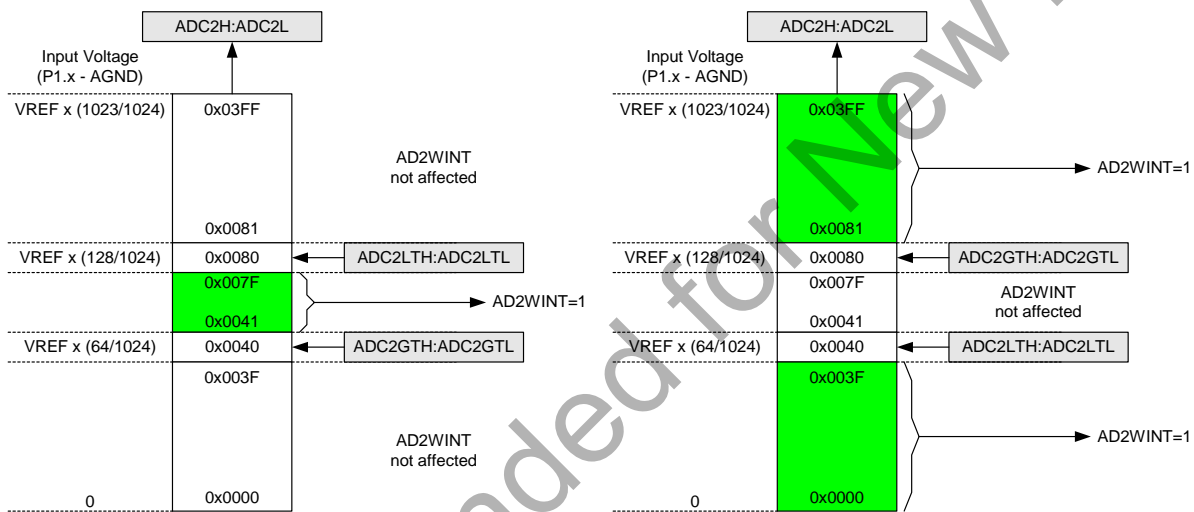 ADC2H:ADC2L
Input Voltage
(P1.x - AGND)
VREF x (1023/1024)
0x03FF
AD2WINT
not affected
0x0081
VREF x (128/1024)
0x0080
ADC2LTH:ADC2LTL
0x007F
AD2WINT=1
0x0041
VREF x (64/1024)
0x0040
ADC2GTH:ADC2GTL
0x003F
AD2WINT
not affected
0
0x0000
ADC2H:ADC2L
Input Voltage
(P1.x - AGND)
VREF x (1023/1024)
0x03FF
AD2WINT=1
0x0081
VREF x (128/1024)
0x0080
ADC2GTH:ADC2GTL
0x007F
AD2WINT
not affected
0x0041
VREF x (64/1024)
0x0040
ADC2LTH:ADC2LTL
0x003F
AD2WINT=1
0
0x0000
nded for New